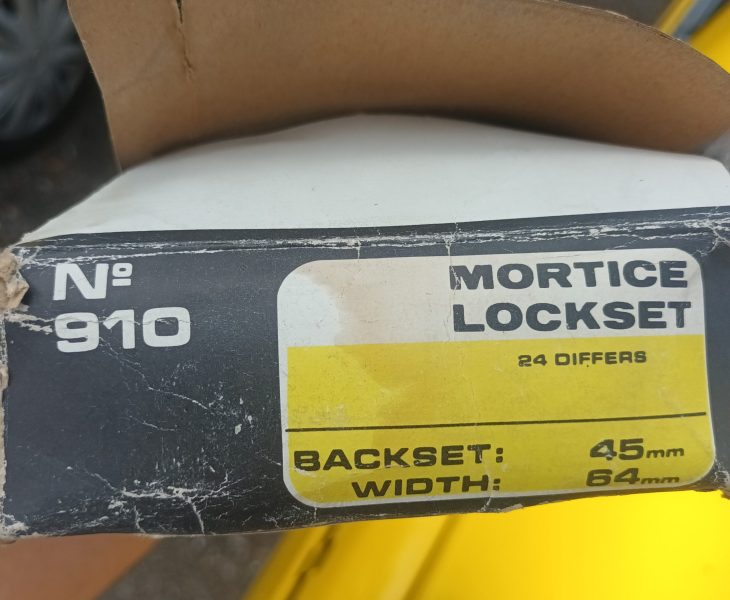 Nº
910
MORTICE
LOCKSET
24 DIFFERS
BACKSET: 45mm
WIDTH: 64mm